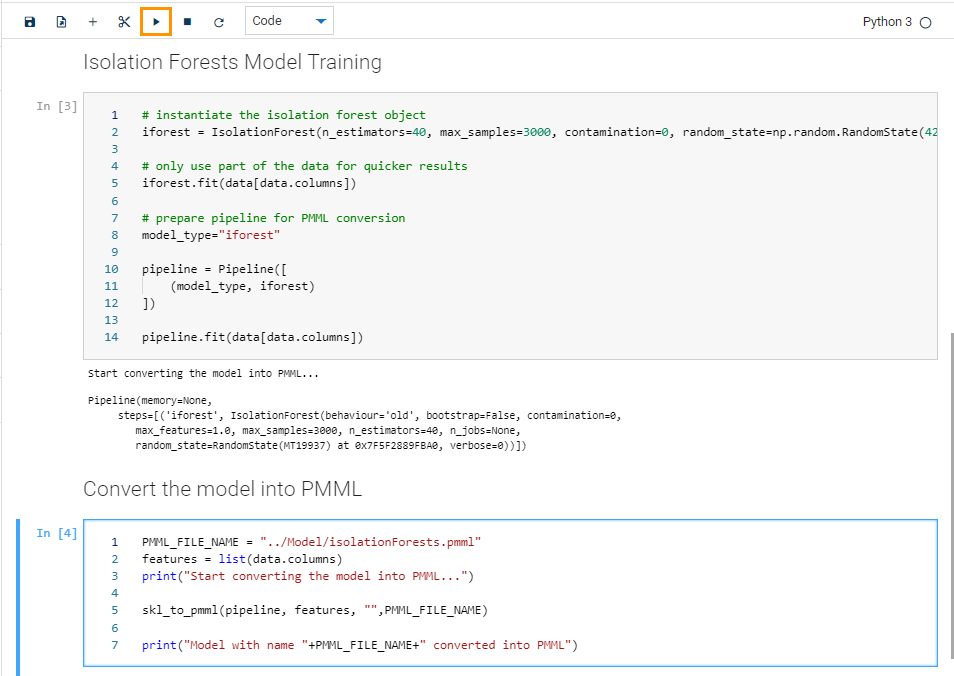 Code
Python 3
Isolation Forests Model Training
In [3]
1 # instantiate the isolation forest object
2 iforest = IsolationForest(n_estimators=40, max_samples=3000, contamination=0, random_state=np.random.RandomState(42
3
4 # only use part of the data for quicker results
5 iforest.fit(data[data.columns])
6
7 # prepare pipeline for PMML conversion
8 model_type="iforest"
9
10 pipeline = Pipeline([
11     (model_type, iforest)
12 ])
13
14 pipeline.fit(data[data.columns])
Start converting the model into PMML...
Pipeline(memory=None,
     steps=[('iforest', IsolationForest(behaviour='old', bootstrap=False, contamination=0,
        max_features=1.0, max_samples=3000, n_estimators=40, n_jobs=None,
        random_state=RandomState(MT19937) at 0x7F5F2889FBA0, verbose=0))])
Convert the model into PMML
In [4]
1 PMML_FILE_NAME = "../Model/isolationForests.pmml"
2 features = list(data.columns)
3 print("Start converting the model into PMML...")
4
5 skl_to_pmml(pipeline, features, "",PMML_FILE_NAME)
6
7 print("Model with name "+PMML_FILE_NAME+" converted into PMML")